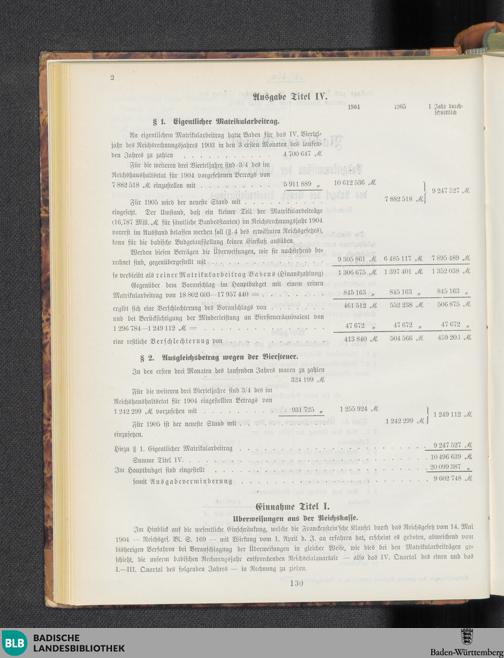 2
Ausgabe Titel IV.
1904 1905 1 Jahr durch-
schnittlich
§ 1. Eigentlicher Matrikularbeitrag.
An eigentlichem Matrikularbeitrag hatte Baden für das IV. Viertel-
jahr des Reichsrechnungsjahres 1903 in den 3 ersten Monaten des laufen-
den Jahres zu zahlen . . . . . . . . . . 4 700 647 ℳ
Für die weiteren drei Vierteljahre sind 3/4 des im
Reichshaushaltsetat für 1904 vorgesehenen Betrags von
7 882 518 ℳ einzustellen mit . . . . . . . 5 911 889 „ 10 612 536 ℳ
9 247 527 ℳ
Für 1905 wird der neueste Stand mit . . . . . . . . . . 7 882 518 ℳ
eingesetzt. Der Umstand, daß ein kleiner Teil der Matrikularbeiträge
(16,787 Mill. ℳ für sämtliche Bundesstaaten) im Reichsrechnungsjahr 1904
vorerst im Ausstand belassen werden soll (§ 4 des erwähnten Reichsgesetzes),
kann für die badische Budgetaufstellung keinen Einfluß ausüben.
Werden diesen Beträgen die Überweisungen, wie sie nachstehend be-
rechnet sind, gegenübergestellt mit . . . . . . . . 9 305 861 ℳ 6 485 117 ℳ 7 895 489 ℳ
so verbleibt als reiner Matrikularbeitrag Badens (Hinauszahlung) 1 306 675 ℳ 1 397 401 ℳ 1 352 038 ℳ
Gegenüber dem Voranschlag im Hauptbudget mit einem reinen
Matrikularbeitrag von 18 802 603—17 957 440 = . . . . . 845 163 „ 845 163 ℳ 845 163 „
ergibt sich eine Verschlechterung des Voranschlags von . . . . 461 512 ℳ 552 238 ℳ 506 875 ℳ
und bei Berücksichtigung der Minderleistung an Biersteueräquivalent von
1 296 784—1 249 112 ℳ = . . . . . . . . . . 47 672 „ 47 672 „ 47 672 „
eine restliche Verschlechterung von . . . . . . . . . 413 840 ℳ 504 566 ℳ 459 203 ℳ
§ 2. Ausgleichsbetrag wegen der Biersteuer.
In den ersten drei Monaten des laufenden Jahres waren zu zahlen
324 199 ℳ
Für die weiteren drei Vierteljahre sind 3/4 des im
Reichshaushaltsetat für 1904 eingestellten Betrags von
1 242 299 ℳ vorzusehen mit . . . . . . . . 931 725 „ 1 255 924 ℳ
1 249 112 ℳ
Für 1905 ist der neueste Stand mit . . . . . . . . . . 1 242 299 ℳ
einzusetzen.
Hiezu § 1. Eigentlicher Matrikularbeitrag . . . . . . . . . . 9 247 527 ℳ
Summe Titel IV. . . . . . . . . . . 10 496 639 ℳ
Im Hauptbudget sind eingestellt . . . . . . . . . . 20 099 387 „
somit Ausgabeverminderung . . . . . . . . . . 9 602 748 ℳ
Einnahme Titel I.
Überweisungen aus der Reichskasse.
Im Hinblick auf die wesentliche Einschränkung, welche die Franckenstein'sche Klausel durch das Reichsgesetz vom 14. Mai
1904 — Reichsges. Bl. S. 169 — mit Wirkung vom 1. April d. J. an erfahren hat, erscheint es geboten, abweichend vom
bisherigen Verfahren bei Veranschlagung der Überweisungen in gleicher Weise, wie dies bei den Matrikularbeiträgen ge-
schieht, die unserm badischen Rechnungsjahr entsprechenden Reichsetatsquartale — also das IV. Quartal des einen und das
I.—III. Quartal des folgenden Jahres — in Rechnung zu ziehen.
130
BLB
BADISCHE
LANDESBIBLIOTHEK
Baden-Württemberg